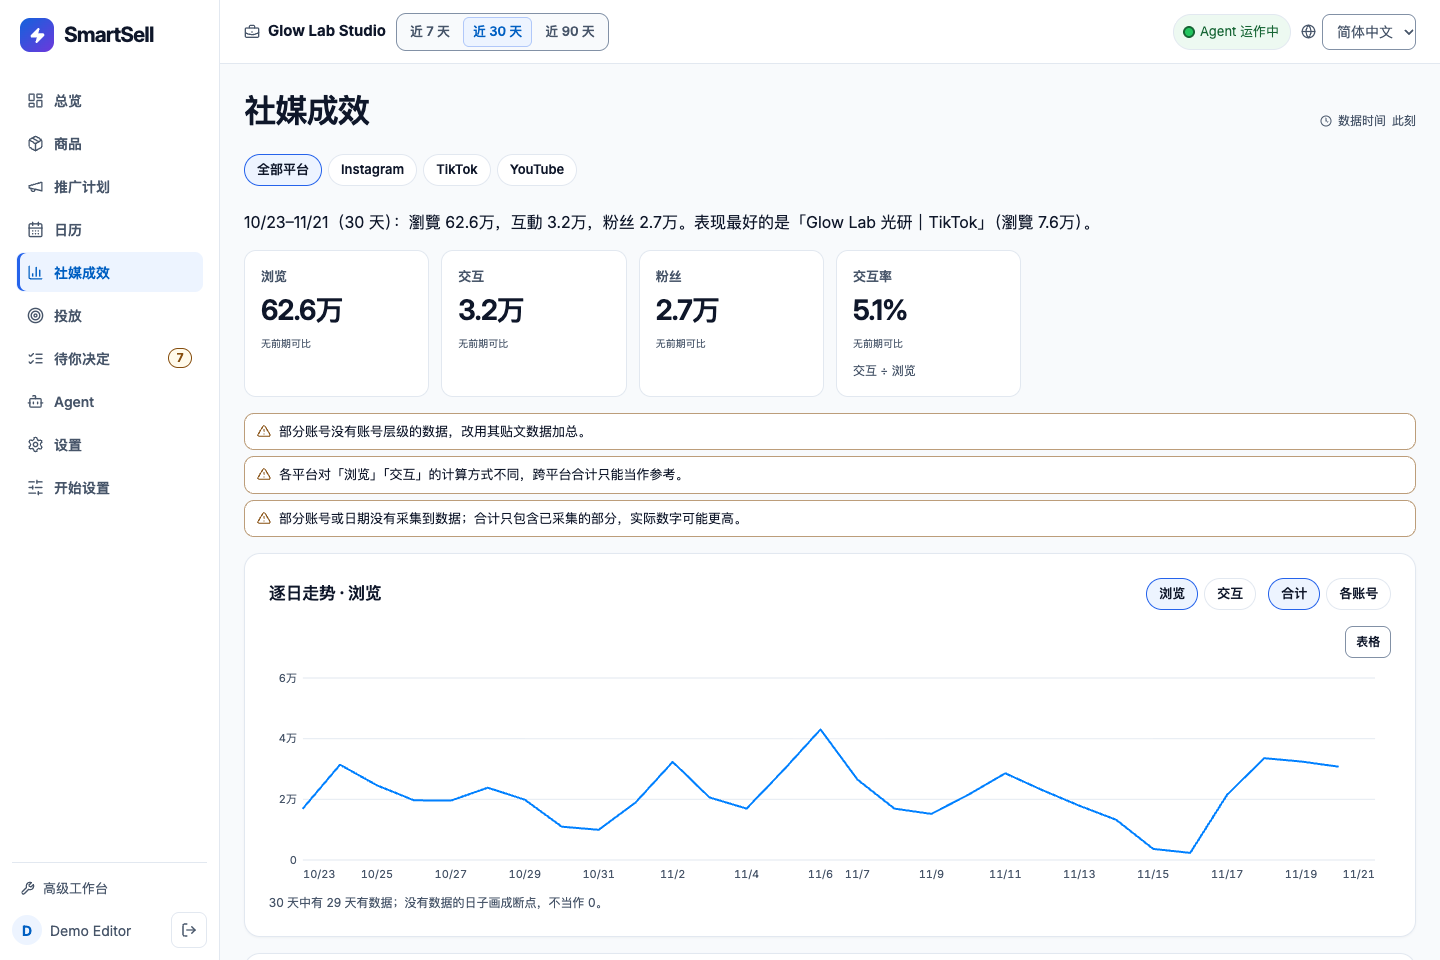 SmartSell
总览
商品
推广计划
日历
社媒成效
投放
待你决定 7
Agent
设置
开始设置
高级工作台
D Demo Editor
Glow Lab Studio 近 7 天 近 30 天 近 90 天
Agent 运作中 简体中文
社媒成效
数据时间 此刻
全部平台 Instagram TikTok YouTube
10/23–11/21（30 天）：瀏覽 62.6万，互動 3.2万，粉丝 2.7万。表现最好的是「Glow Lab 光研｜TikTok」（瀏覽 7.6万）。
浏览 交互 粉丝 交互率
62.6万 3.2万 2.7万 5.1%
无前期可比 无前期可比 无前期可比 无前期可比
交互 ÷ 浏览
部分账号没有账号层级的数据，改用其贴文数据加总。
各平台对「浏览」「交互」的计算方式不同，跨平台合计只能当作参考。
部分账号或日期没有采集到数据；合计只包含已采集的部分，实际数字可能更高。
逐日走势 · 浏览 浏览 交互 合计 各账号
表格
6万
4万
2万
0
10/23 10/25 10/27 10/29 10/31 11/2 11/4 11/6 11/7 11/9 11/11 11/13 11/15 11/17 11/19 11/21
30 天中有 29 天有数据；没有数据的日子画成断点，不当作 0。